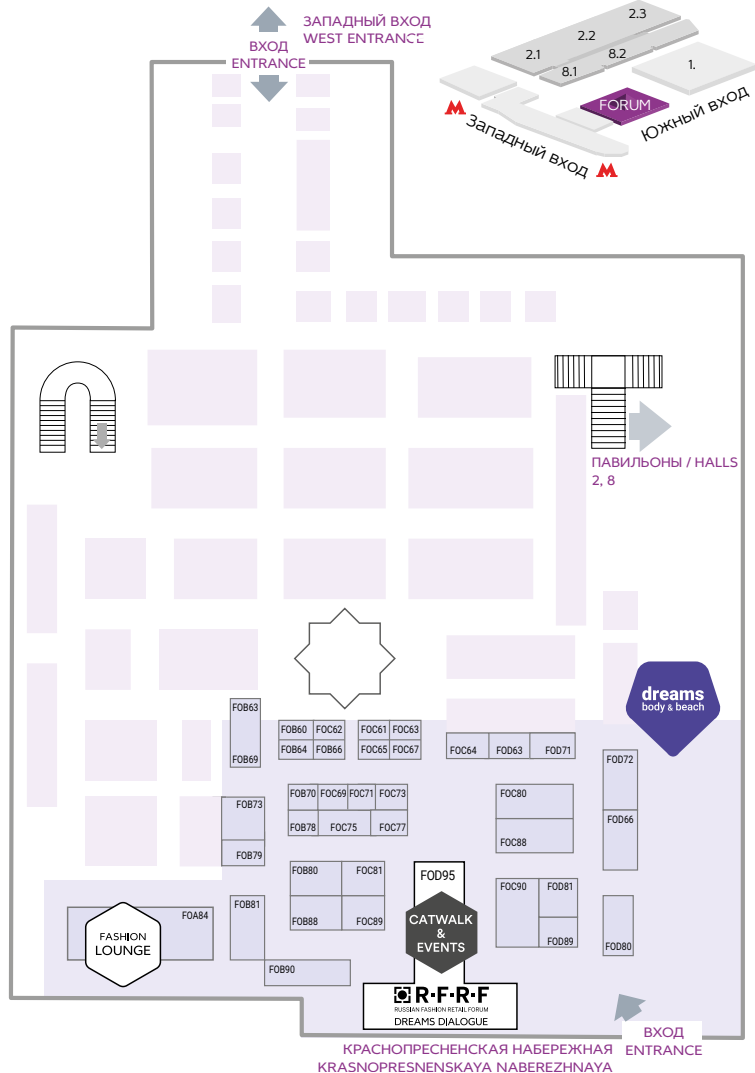 ЗАПАДНЫЙ ВХОД
WEST ENTRANCE
ВХОД
ENTRANCE
2.3
2.2
2.1
8.2
8.1
1.
FORUM
Западный вход
Южный вход
ПАВИЛЬОНЫ / HALLS
2, 8
dreams
body & beach
FOB63
FOB69
FOB60 FOC62
FOB64 FOB66
FOC61 FOC63
FOC65 FOC67
FOC64 FOD63 FOD71
FOD72
FOD66
FOB73
FOB79
FOB70 FOC69 FOC71 FOC73
FOB78 FOC75 FOC77
FOC80
FOC88
FOB80 FOC81
FOB88 FOC89
FOD95
CATWALK
&
EVENTS
FOC90 FOD81
FOD89
FOD80
FOA84
FASHION
LOUNGE
FOB81
FOB90
R·F·R·F
RUSSIAN FASHION RETAIL FORUM
DREAMS DIALOGUE
ВХОД
ENTRANCE
КРАСНОПРЕСНЕНСКАЯ НАБЕРЕЖНАЯ
KRASNOPRESNENSKAYA NABEREZHNAYA